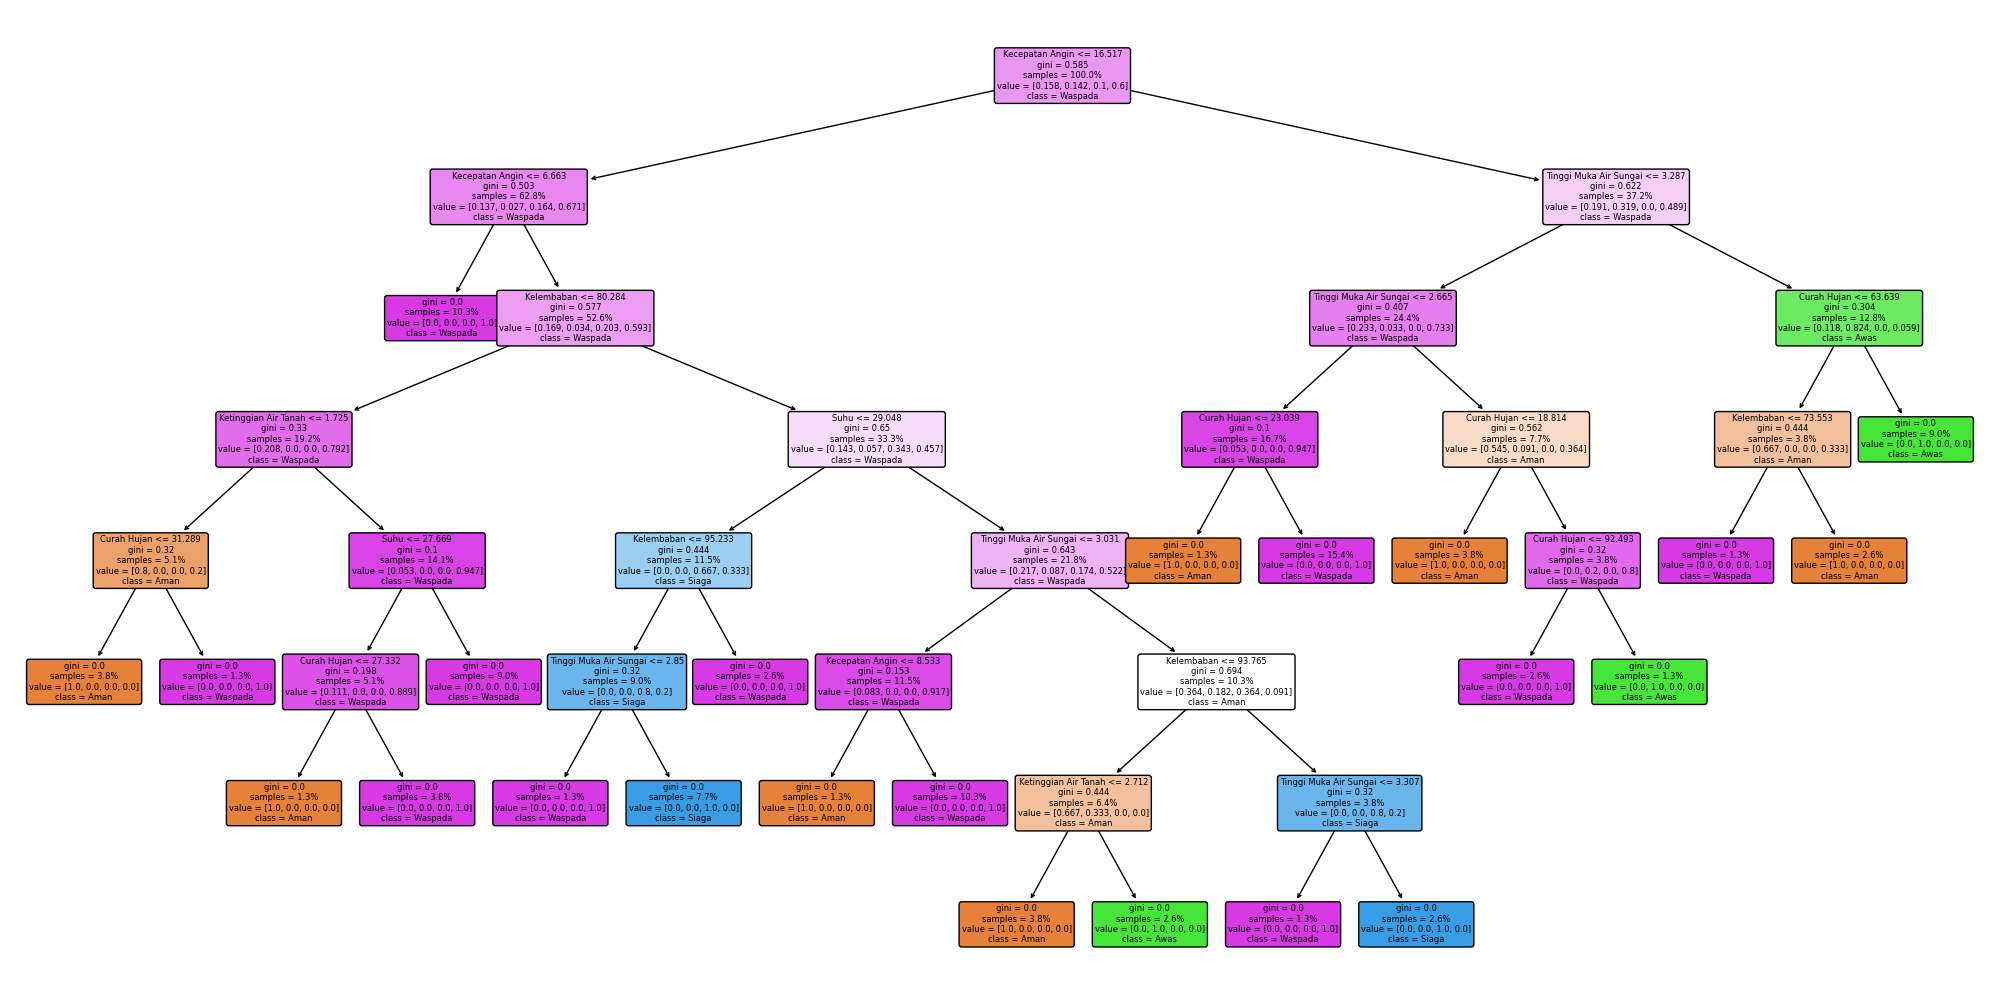 Kecepatan Angin <= 16.517
gini = 0.585
samples = 100.0%
value = [0.158, 0.142, 0.1, 0.6]
class = Waspada
Kecepatan Angin <= 6.663
gini = 0.503
samples = 62.8%
value = [0.137, 0.027, 0.164, 0.671]
class = Waspada
Tinggi Muka Air Sungai <= 3.287
gini = 0.622
samples = 37.2%
value = [0.191, 0.319, 0.0, 0.489]
class = Waspada
gini = 0.0
samples = 10.3%
value = [0.0, 0.0, 0.0, 1.0]
class = Waspada
Kelembaban <= 80.284
gini = 0.577
samples = 52.6%
value = [0.169, 0.034, 0.203, 0.593]
class = Waspada
Tinggi Muka Air Sungai <= 2.665
gini = 0.407
samples = 24.4%
value = [0.233, 0.033, 0.0, 0.733]
class = Waspada
Curah Hujan <= 63.639
gini = 0.304
samples = 12.8%
value = [0.118, 0.824, 0.0, 0.059]
class = Awas
Ketinggian Air Tanah <= 1.725
gini = 0.33
samples = 19.2%
value = [0.208, 0.0, 0.0, 0.792]
class = Waspada
Suhu <= 29.048
gini = 0.65
samples = 33.3%
value = [0.143, 0.057, 0.343, 0.457]
class = Waspada
Curah Hujan <= 23.039
gini = 0.1
samples = 16.7%
value = [0.053, 0.0, 0.0, 0.947]
class = Waspada
Curah Hujan <= 18.814
gini = 0.562
samples = 7.7%
value = [0.545, 0.091, 0.0, 0.364]
class = Aman
Kelembaban <= 73.553
gini = 0.444
samples = 3.8%
value = [0.667, 0.0, 0.0, 0.333]
class = Aman
gini = 0.0
samples = 9.0%
value = [0.0, 1.0, 0.0, 0.0]
class = Awas
Curah Hujan <= 31.289
gini = 0.32
samples = 5.1%
value = [0.8, 0.0, 0.0, 0.2]
class = Aman
Suhu <= 27.669
gini = 0.1
samples = 14.1%
value = [0.053, 0.0, 0.0, 0.947]
class = Waspada
Kelembaban <= 95.233
gini = 0.444
samples = 11.5%
value = [0.0, 0.0, 0.667, 0.333]
class = Siaga
Tinggi Muka Air Sungai <= 3.031
gini = 0.643
samples = 21.8%
value = [0.217, 0.087, 0.174, 0.522]
class = Waspada
gini = 0.0
samples = 1.3%
value = [1.0, 0.0, 0.0, 0.0]
class = Aman
gini = 0.0
samples = 15.4%
value = [0.0, 0.0, 0.0, 1.0]
class = Waspada
gini = 0.0
samples = 3.8%
value = [1.0, 0.0, 0.0, 0.0]
class = Aman
Curah Hujan <= 92.493
gini = 0.32
samples = 3.8%
value = [0.0, 0.2, 0.0, 0.8]
class = Waspada
gini = 0.0
samples = 1.3%
value = [0.0, 0.0, 0.0, 1.0]
class = Waspada
gini = 0.0
samples = 2.6%
value = [1.0, 0.0, 0.0, 0.0]
class = Aman
gini = 0.0
samples = 3.8%
value = [1.0, 0.0, 0.0, 0.0]
class = Aman
gini = 0.0
samples = 1.3%
value = [0.0, 0.0, 0.0, 1.0]
class = Waspada
Curah Hujan <= 27.332
gini = 0.198
samples = 5.1%
value = [0.111, 0.0, 0.0, 0.889]
class = Waspada
gini = 0.0
samples = 9.0%
value = [0.0, 0.0, 0.0, 1.0]
class = Waspada
Tinggi Muka Air Sungai <= 2.85
gini = 0.32
samples = 9.0%
value = [0.0, 0.0, 0.8, 0.2]
class = Siaga
gini = 0.0
samples = 2.6%
value = [0.0, 0.0, 0.0, 1.0]
class = Waspada
Kecepatan Angin <= 8.533
gini = 0.153
samples = 11.5%
value = [0.083, 0.0, 0.0, 0.917]
class = Waspada
Kelembaban <= 93.765
gini = 0.694
samples = 10.3%
value = [0.364, 0.182, 0.364, 0.091]
class = Aman
gini = 0.0
samples = 2.6%
value = [0.0, 0.0, 0.0, 1.0]
class = Waspada
gini = 0.0
samples = 1.3%
value = [0.0, 1.0, 0.0, 0.0]
class = Awas
gini = 0.0
samples = 1.3%
value = [1.0, 0.0, 0.0, 0.0]
class = Aman
gini = 0.0
samples = 3.8%
value = [0.0, 0.0, 0.0, 1.0]
class = Waspada
gini = 0.0
samples = 1.3%
value = [0.0, 0.0, 0.0, 1.0]
class = Waspada
gini = 0.0
samples = 7.7%
value = [0.0, 0.0, 1.0, 0.0]
class = Siaga
gini = 0.0
samples = 1.3%
value = [1.0, 0.0, 0.0, 0.0]
class = Aman
gini = 0.0
samples = 10.3%
value = [0.0, 0.0, 0.0, 1.0]
class = Waspada
Ketinggian Air Tanah <= 2.712
gini = 0.444
samples = 6.4%
value = [0.667, 0.333, 0.0, 0.0]
class = Aman
Tinggi Muka Air Sungai <= 3.307
gini = 0.32
samples = 3.8%
value = [0.0, 0.0, 0.8, 0.2]
class = Siaga
gini = 0.0
samples = 3.8%
value = [1.0, 0.0, 0.0, 0.0]
class = Aman
gini = 0.0
samples = 2.6%
value = [0.0, 1.0, 0.0, 0.0]
class = Awas
gini = 0.0
samples = 1.3%
value = [0.0, 0.0, 0.0, 1.0]
class = Waspada
gini = 0.0
samples = 2.6%
value = [0.0, 0.0, 1.0, 0.0]
class = Siaga